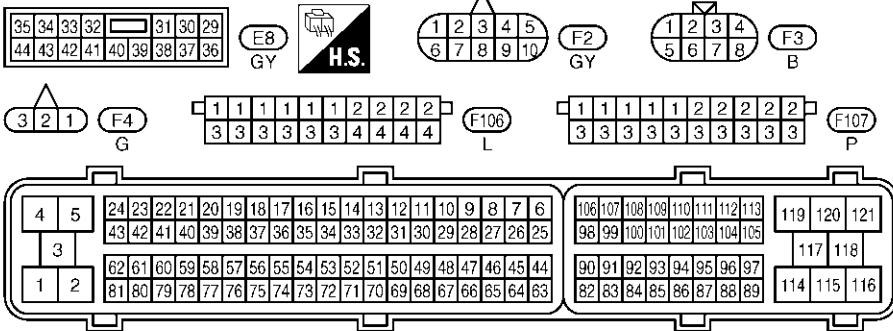 35 34 33 32 31 30 29 E8 H.S. 1 2 3 4 5 F2 1 2 3 4 F3
44 43 42 41 40 39 38 37 36 GY 6 7 8 9 10 GY 5 6 7 8 B
3 2 1 F4 1 1 1 1 1 1 2 2 2 2 F106 1 1 1 1 1 2 2 2 2 2 F107
G 3 3 3 3 3 3 4 4 4 4 L 3 3 3 3 3 3 3 3 3 3 P
4 5 24 23 22 21 20 19 18 17 16 15 14 13 12 11 10 9 8 7 6 106 107 108 109 110 111 112 113 119 120 121
43 42 41 40 39 38 37 36 35 34 33 32 31 30 29 28 27 26 25 98 99 100 101 102 103 104 105
3 117 118
62 61 60 59 58 57 56 55 54 53 52 51 50 49 48 47 46 45 44 90 91 92 93 94 95 96 97
1 2 81 80 79 78 77 76 75 74 73 72 71 70 69 68 67 66 65 64 63 82 83 84 85 86 87 88 89 114 115 116